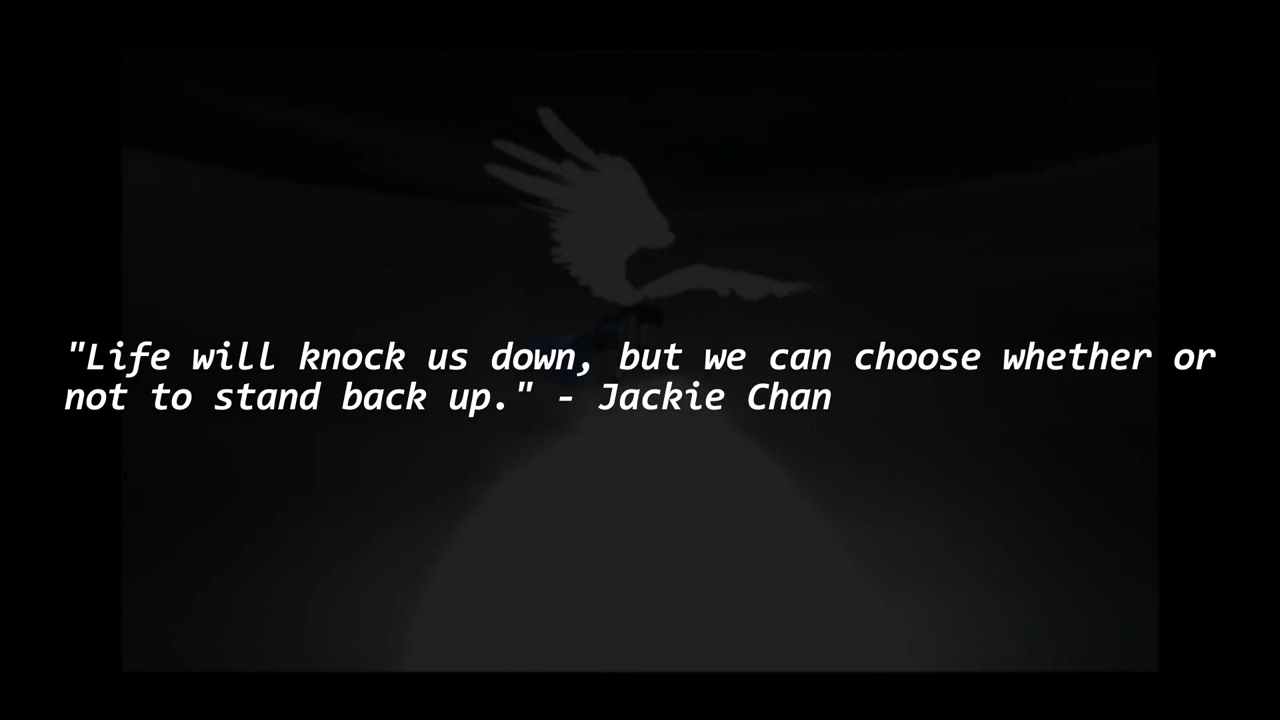 "Life will knock us down, but we can choose whether or
not to stand back up." - Jackie Chan